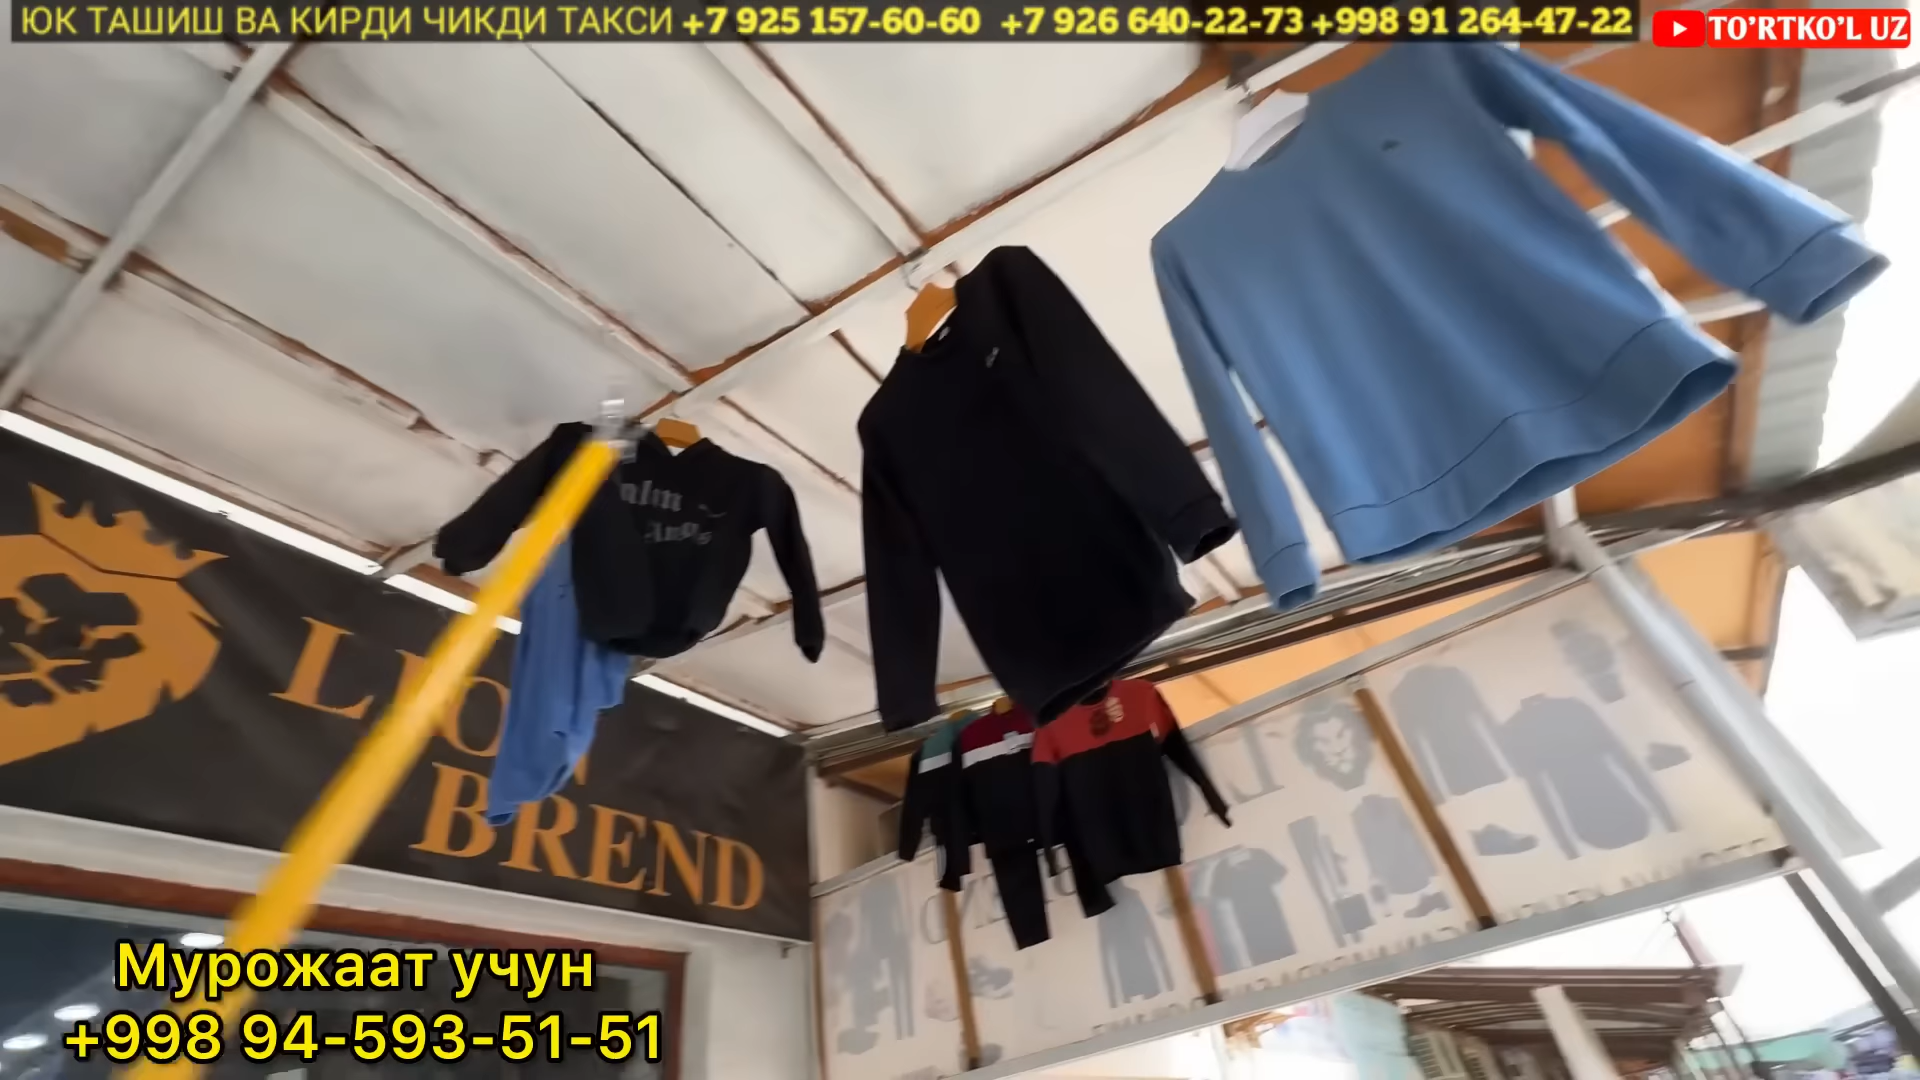 ЮК ТАШИШ ВА КИРДИ ЧИКДИ ТАКСИ +7 925 157-60-60 +7 926 640-22-73 +998 91 264-47-22
TO'RTKO'L UZ
LION
BREND
Мурожаат учун
+998 94-593-51-51